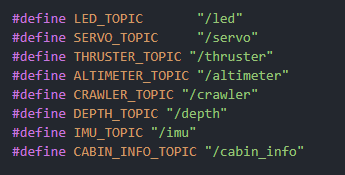 #define LED_TOPIC       "/led"
#define SERVO_TOPIC     "/servo"
#define THRUSTER_TOPIC "/thruster"
#define ALTIMETER_TOPIC "/altimeter"
#define CRAWLER_TOPIC "/crawler"
#define DEPTH_TOPIC "/depth"
#define IMU_TOPIC "/imu"
#define CABIN_INFO_TOPIC "/cabin_info"